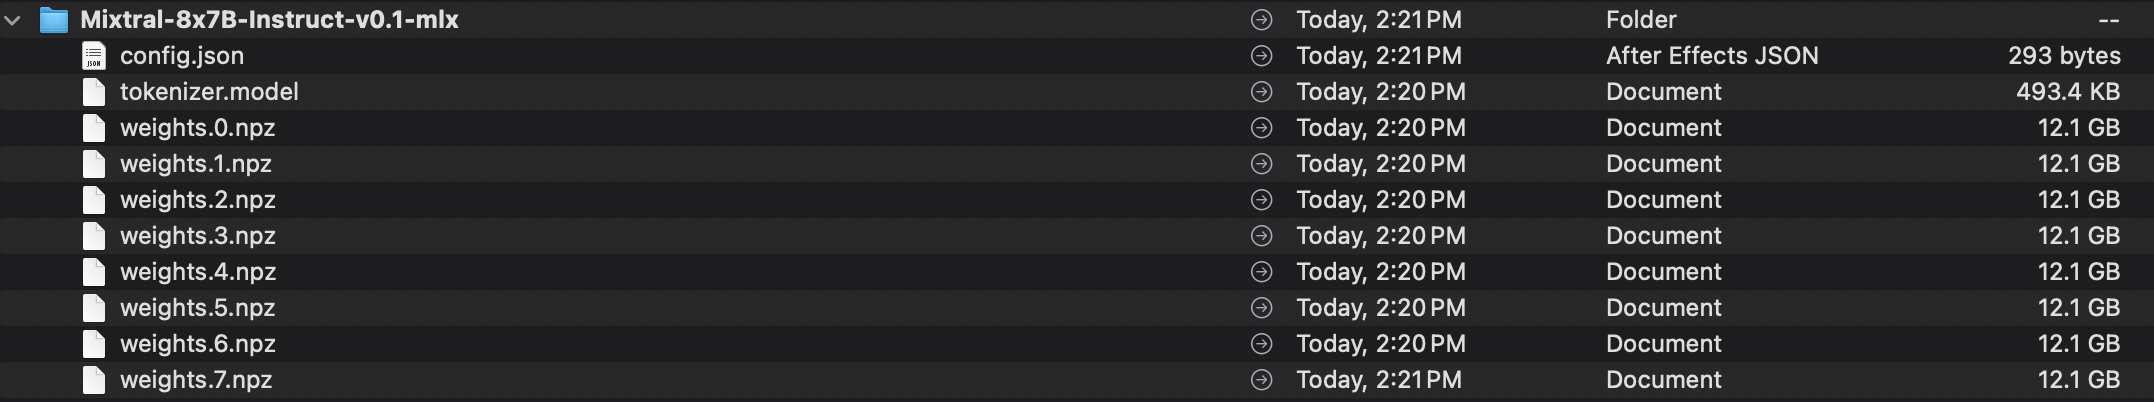 Mixtral-8x7B-Instruct-v0.1-mlx Today, 2:21 PM Folder --
JSON config.json Today, 2:21 PM After Effects JSON 293 bytes
tokenizer.model Today, 2:20 PM Document 493.4 KB
weights.0.npz Today, 2:20 PM Document 12.1 GB
weights.1.npz Today, 2:20 PM Document 12.1 GB
weights.2.npz Today, 2:20 PM Document 12.1 GB
weights.3.npz Today, 2:20 PM Document 12.1 GB
weights.4.npz Today, 2:20 PM Document 12.1 GB
weights.5.npz Today, 2:20 PM Document 12.1 GB
weights.6.npz Today, 2:20 PM Document 12.1 GB
weights.7.npz Today, 2:21 PM Document 12.1 GB